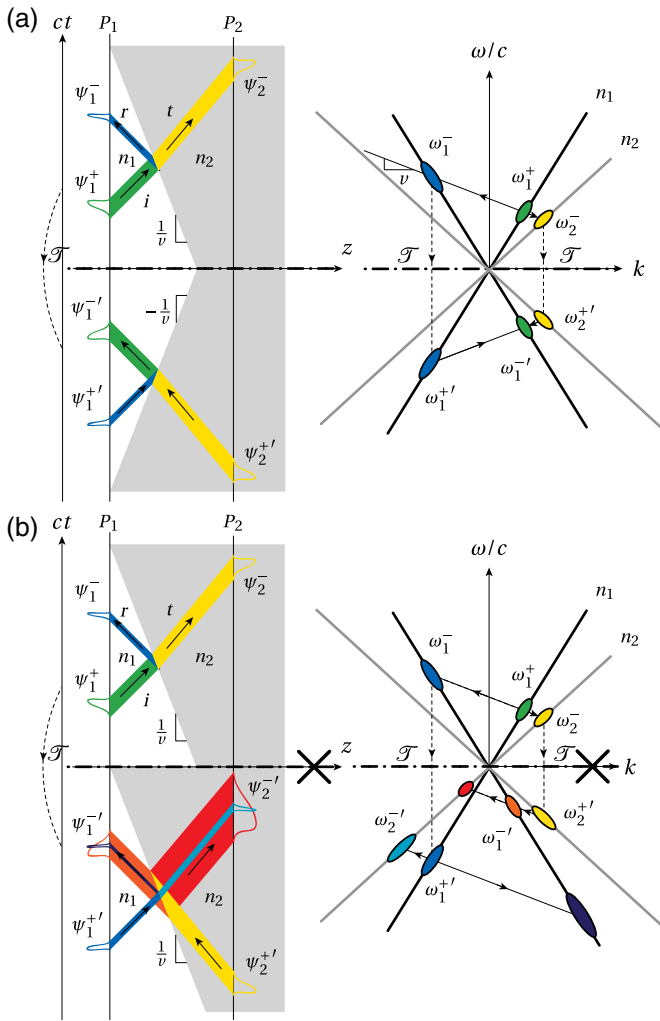 (a)
ct P₁ P₂ ω/c
ψ₁⁻ ψ₂⁻ n₁
r t ω₁⁻ n₂
n₁ n₂ v ω₁⁺
ψ₁⁺ i ω₂⁻
1/v
𝒯 z 𝒯 𝒯 k
ψ₁⁻′ −1/v ω₂⁺′
ψ₁⁺′ ω₁⁺′ ω₁⁻′
ψ₂⁺′
(b)
ct P₁ P₂ ω/c
ψ₁⁻ ψ₂⁻ n₁
r t ω₁⁻ n₂
n₁ n₂ ω₁⁺
ψ₁⁺ i ω₂⁻
1/v
𝒯 z 𝒯 𝒯 k
ψ₂⁻′
ψ₁⁻′ ω₂⁻′ ω₁⁻′ ω₂⁺′
n₁ n₂
ψ₁⁺′ ω₁⁺′
1/v ψ₂⁺′